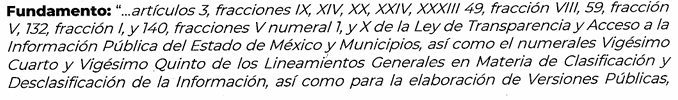 Fundamento: “...artículos 3, fracciones IX, XIV, XX, XXIV, XXXIII 49, fracción VIII, 59, fracción
V, 132, fracción I, y 140, fracciones V numeral 1, y X de la Ley de Transparencia y Acceso a la
Información Pública del Estado de México y Municipios, así como el numerales Vigésimo
Cuarto y Vigésimo Quinto de los Lineamientos Generales en Materia de Clasificación y
Desclasificación de la Información, así como para la elaboración de Versiones Públicas,